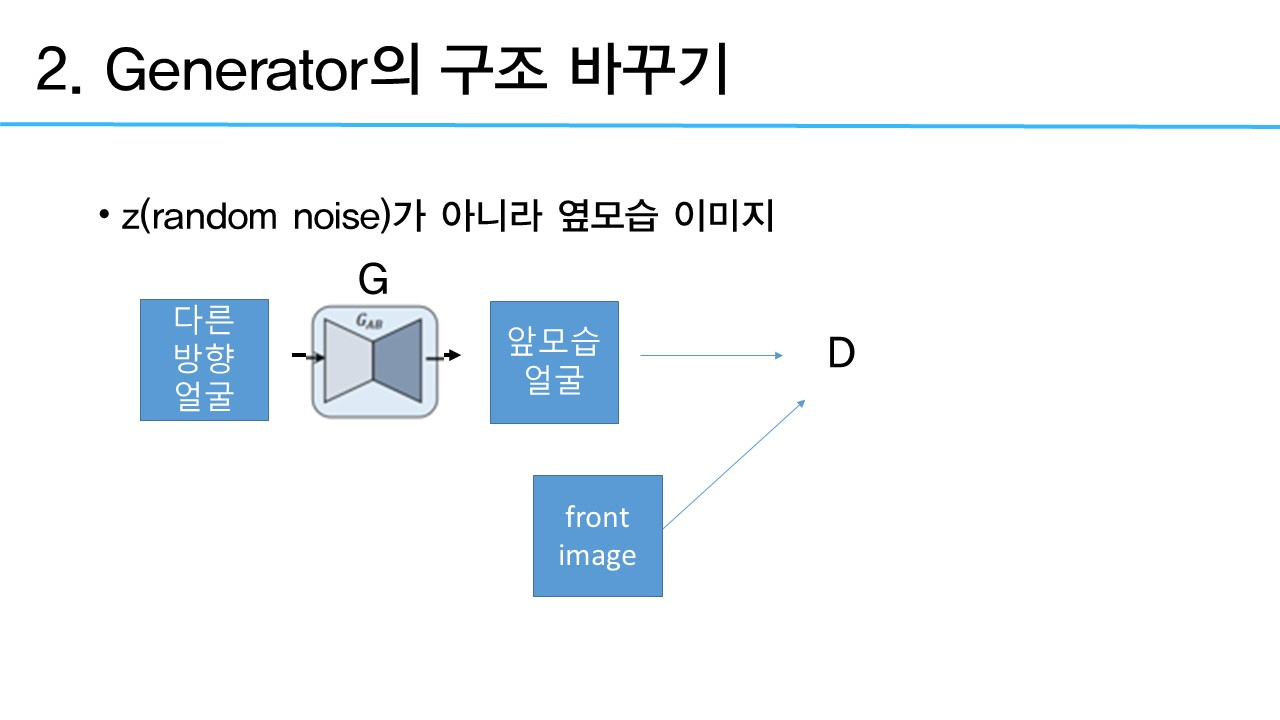 2. Generator의 구조 바꾸기
• z(random noise)가 아니라 옆모습 이미지
G
다른
방향
얼굴
G_AB
앞모습
얼굴
D
front
image